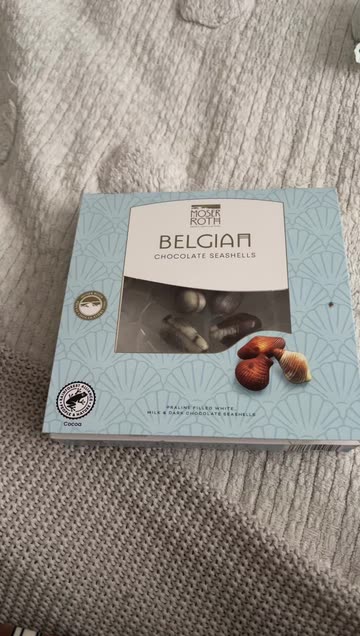 MOSER
ROTH
BELGIAN
CHOCOLATE SEASHELLS
PRALINE FILLED WHITE,
MILK & DARK CHOCOLATE SEASHELLS
Cocoa